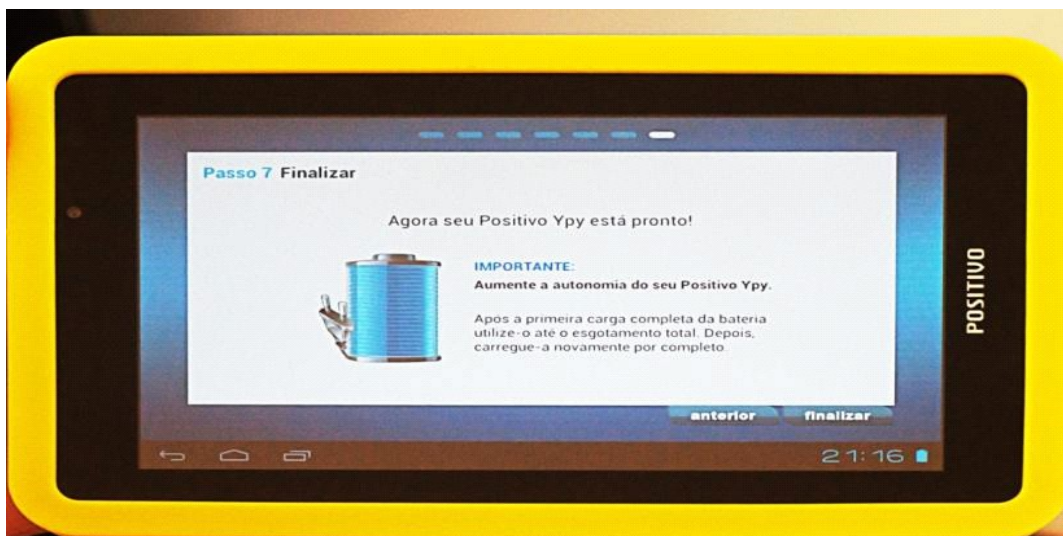 Passo 7 Finalizar
Agora seu Positivo Ypy está pronto!
IMPORTANTE:
Aumente a autonomia do seu Positivo Ypy.
Após a primeira carga completa da bateria
utilize-o até o esgotamento total. Depois,
carregue-a novamente por completo.
anterior finalizar
21:16
POSITIVO